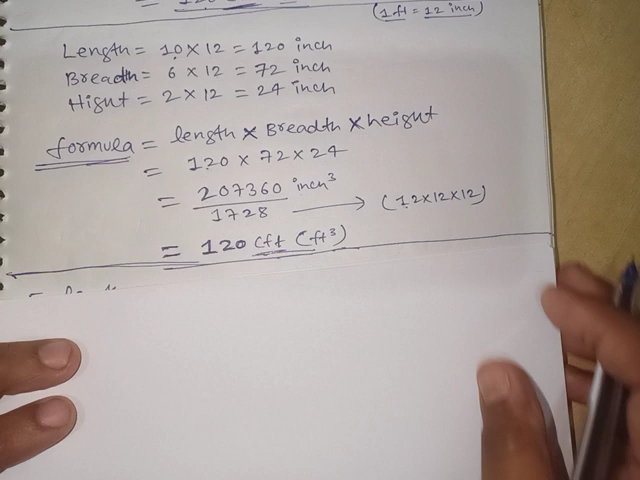 (1 ft = 12 inch)
Length = 10 × 12 = 120 inch
Breadth = 6 × 12 = 72 inch
Hight = 2 × 12 = 24 inch
formula = length × Breadth × height
= 120 × 72 × 24
= 207360 inch³
1728 → (12×12×12)
= 120 Cft (ft³)